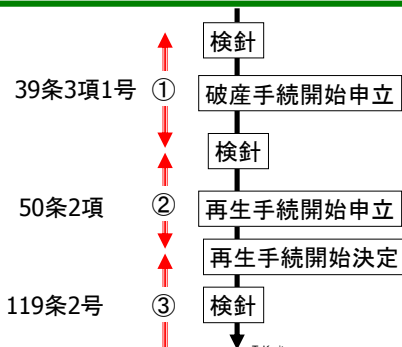 検針
39条3項1号 ① 破産手続開始申立
検針
50条2項 ② 再生手続開始申立
再生手続開始決定
119条2号 ③ 検針